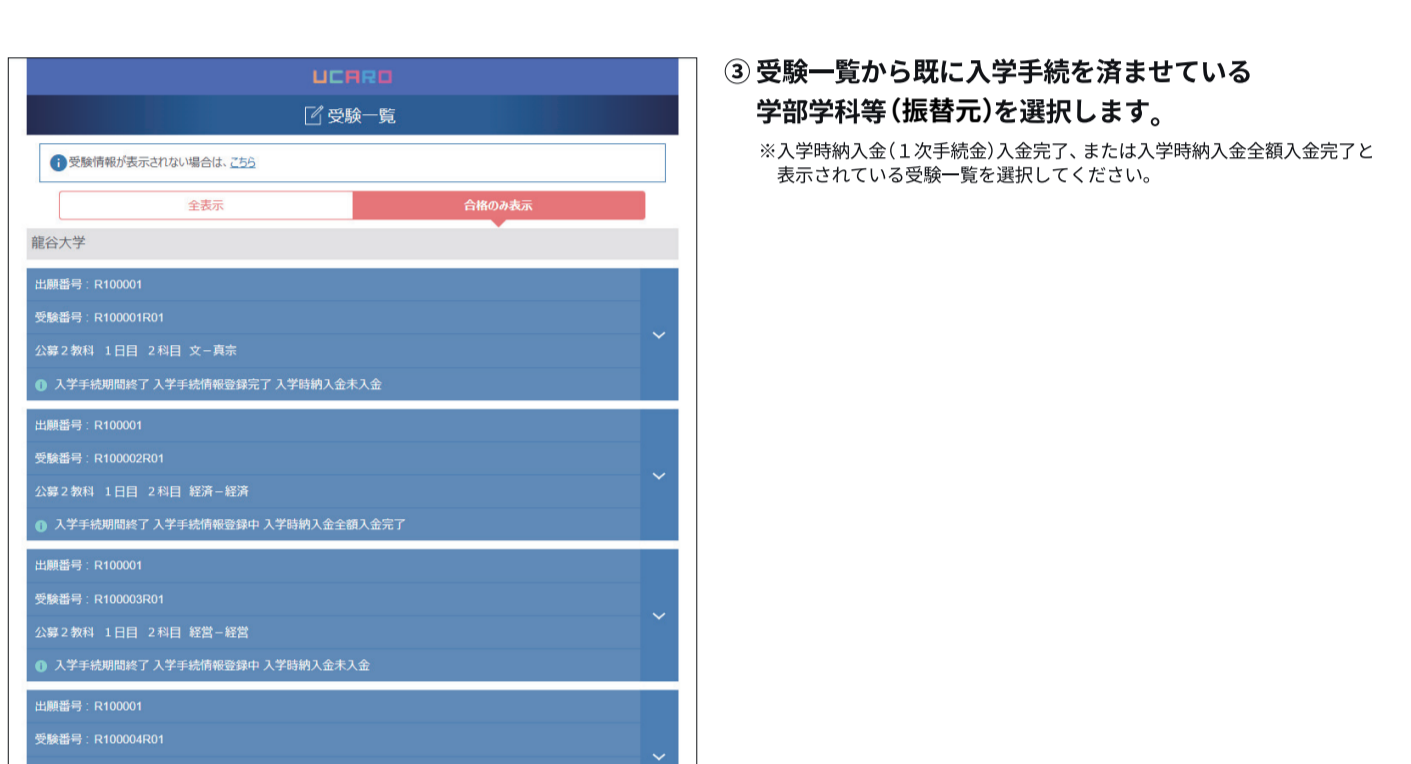 UCARO
受験一覧
受験情報が表示されない場合は、こちら
全表示
合格のみ表示
龍谷大学
出願番号：R100001
受験番号：R100001R01
公募２教科 １日目 ２科目 文－真宗
入学手続期間終了 入学手続情報登録完了 入学時納入金未入金
出願番号：R100001
受験番号：R100002R01
公募２教科 １日目 ２科目 経済－経済
入学手続期間終了 入学手続情報登録中 入学時納入金全額入金完了
出願番号：R100001
受験番号：R100003R01
公募２教科 １日目 ２科目 経営－経営
入学手続期間終了 入学手続情報登録中 入学時納入金未入金
出願番号：R100001
受験番号：R100004R01
③受験一覧から既に入学手続を済ませている
学部学科等（振替元）を選択します。
※入学時納入金（１次手続金）入金完了、または入学時納入金全額入金完了と
表示されている受験一覧を選択してください。